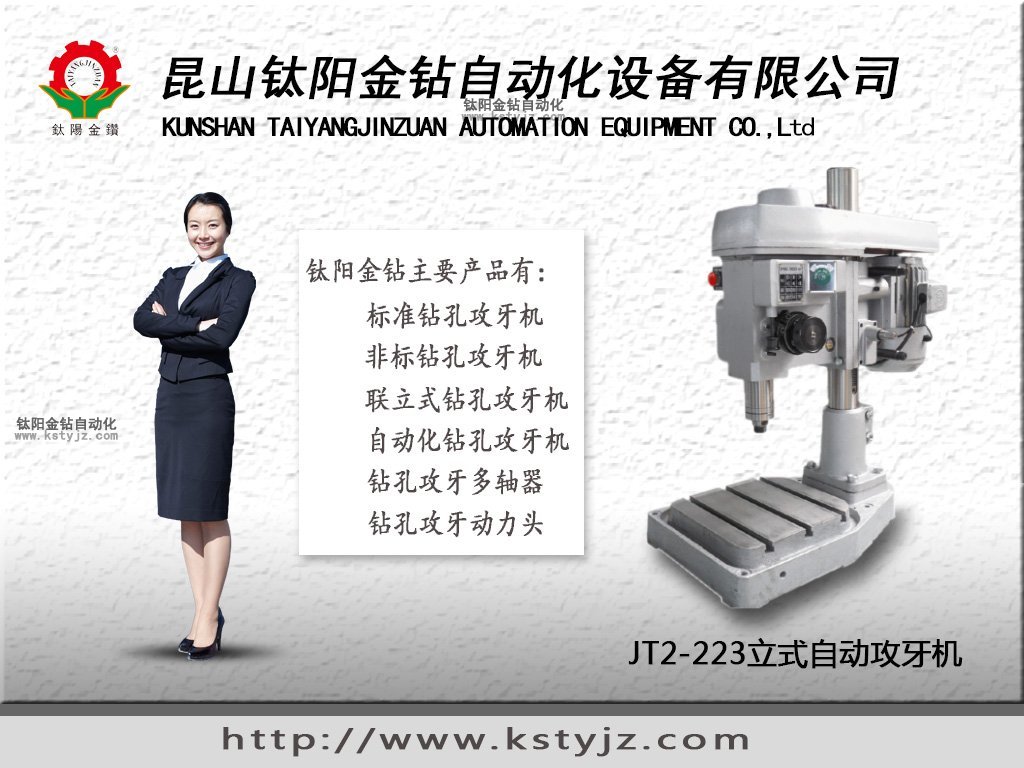 昆山钛阳金钻自动化设备有限公司
KUNSHAN TAIYANGJINZUAN AUTOMATION EQUIPMENT CO.,Ltd
TAIYANGJINZUAN
®
钛陽金鑽
钛阳金钻自动化
www.kstyjz.com
钛阳金钻主要产品有:
标准钻孔攻牙机
非标钻孔攻牙机
联立式钻孔攻牙机
自动化钻孔攻牙机
钻孔攻牙多轴器
钻孔攻牙动力头
钛阳金钻自动化
www.kstyjz.com
JT2-223立式自动攻牙机
http://www.kstyjz.com